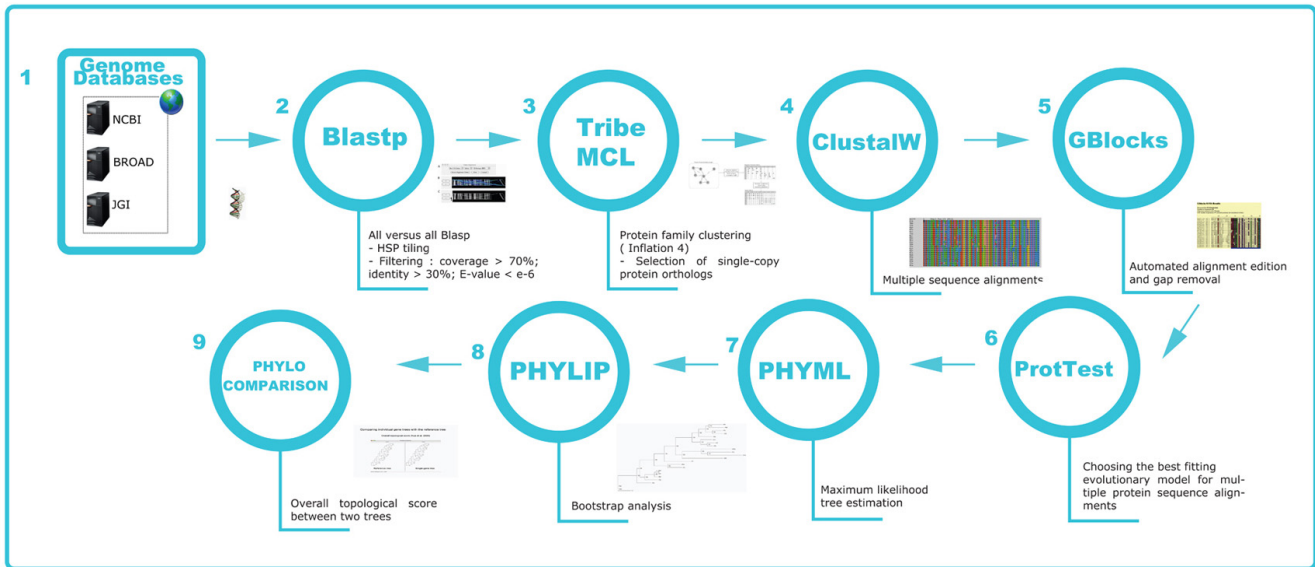 1
Genome
Databases
NCBI
BROAD
JGI
2
Blastp
All versus all Blasp
- HSP tiling
- Filtering : coverage > 70%;
identity > 30%; E-value < e-6
3
Tribe
MCL
Protein family clustering
( Inflation 4)
- Selection of single-copy
protein orthologs
4
ClustalW
Multiple sequence alignments
5
GBlocks
Automated alignment edition
and gap removal
6
ProtTest
Choosing the best fitting
evolutionary model for mul-
tiple protein sequence align-
ments
7
PHYML
Maximum likelihood
tree estimation
8
PHYLIP
Bootstrap analysis
9
PHYLO
COMPARISON
Overall topological score
between two trees